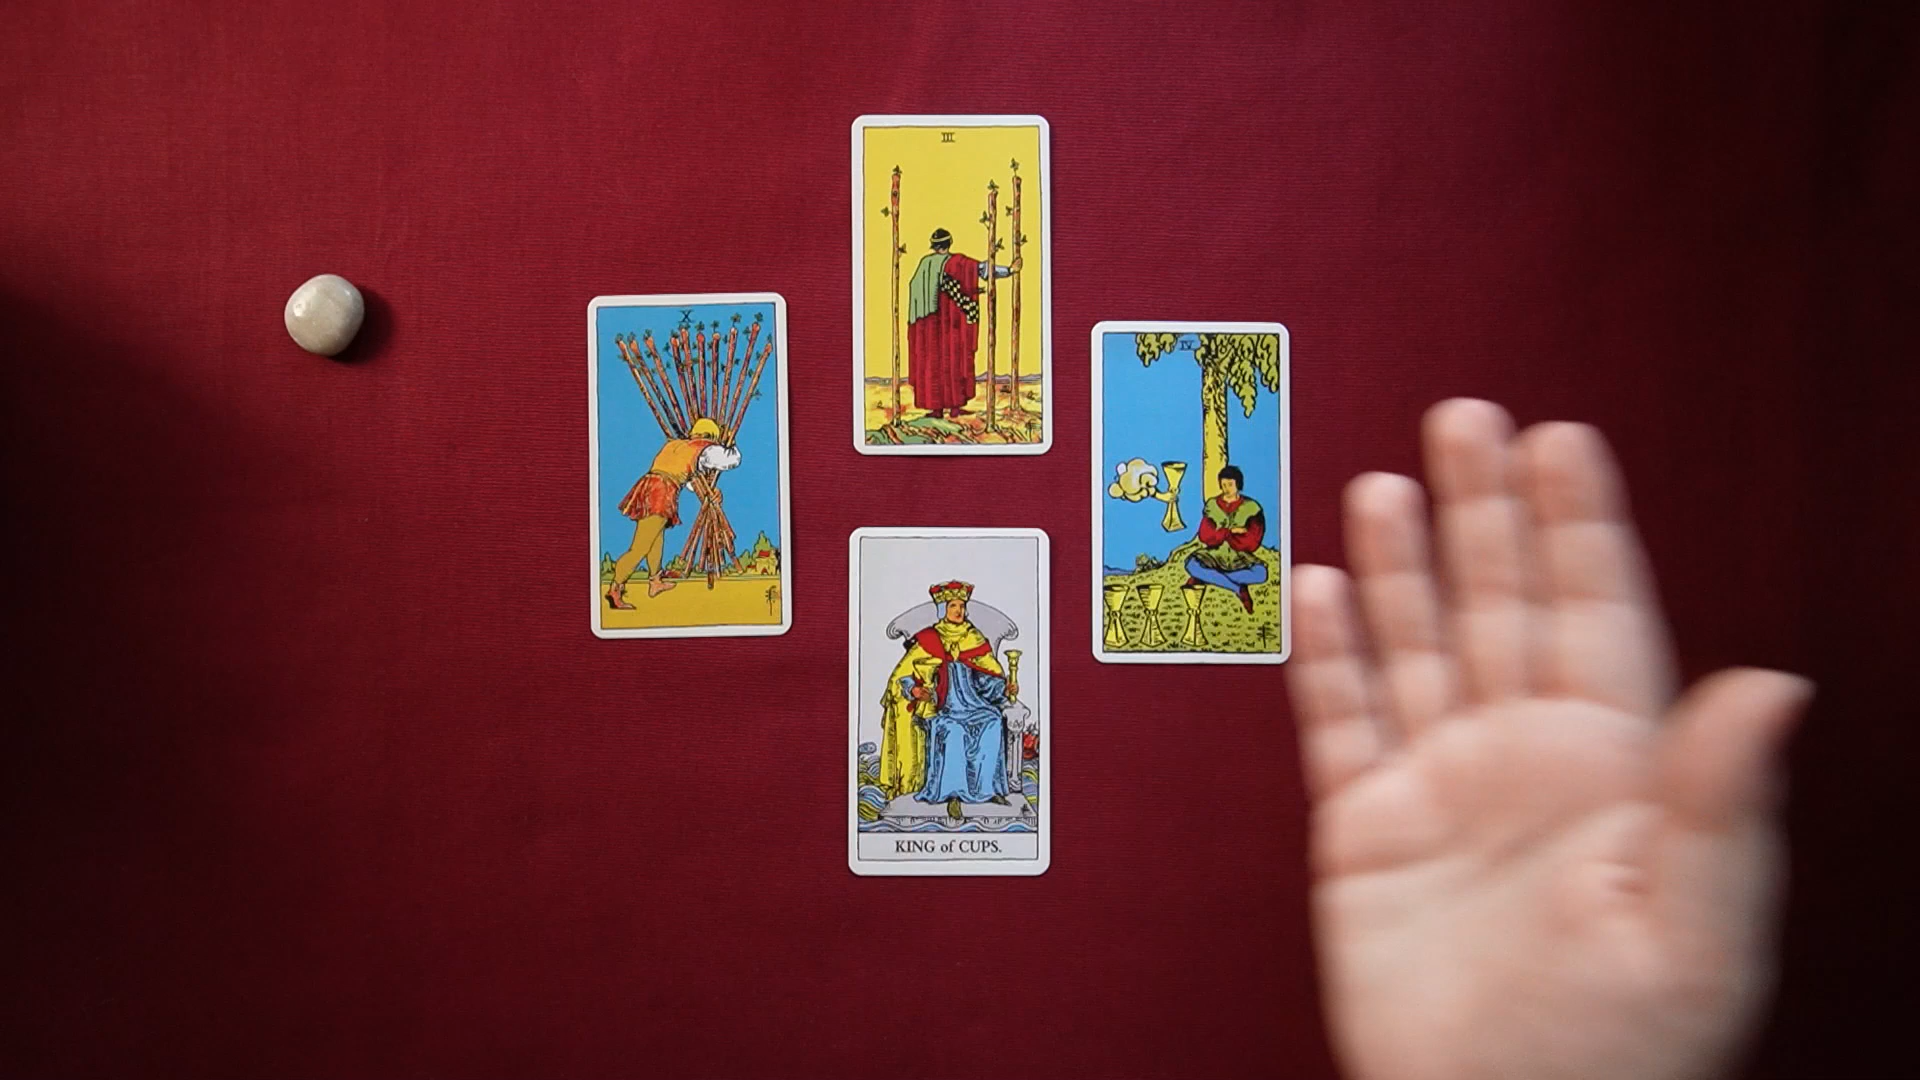 III
X
IV
KING of CUPS.